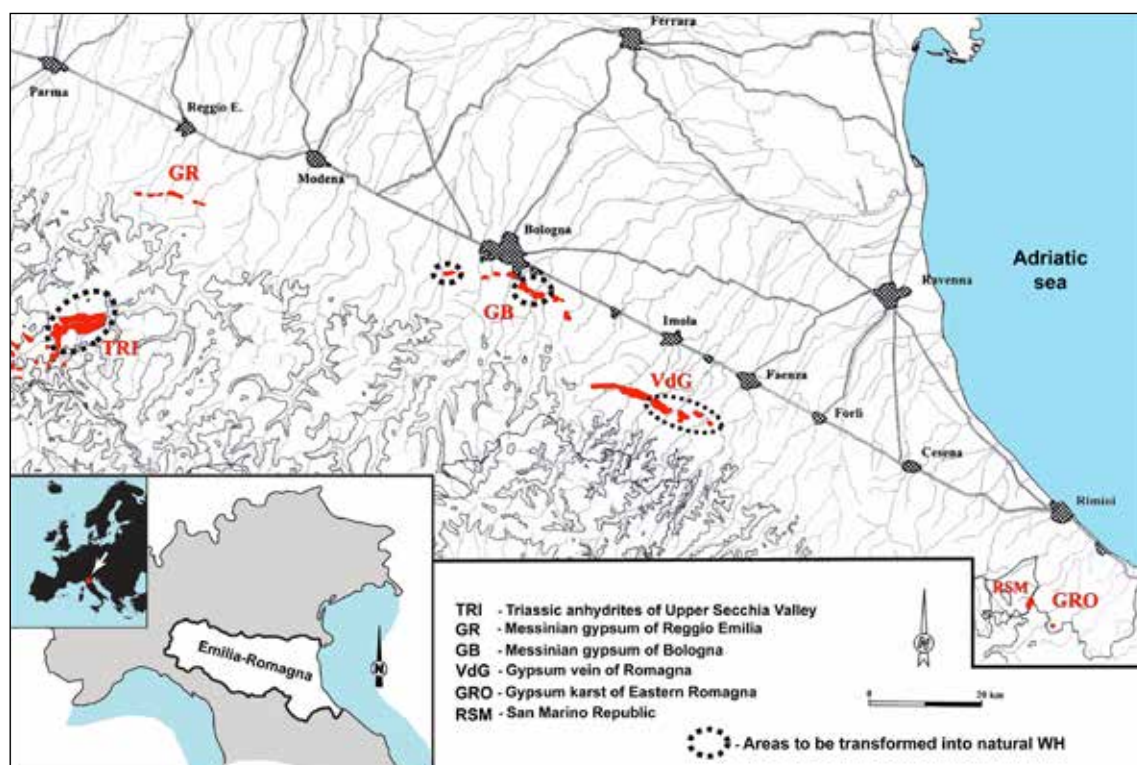 Ferrara
Parma
Reggio E.
GR
Modena
Bologna
Adriatic
sea
Ravenna
GB
Imola
TRI
VdG
Faenza
Forlì
Cesena
Rimini
RSM
GRO
Emilia-Romagna
N
TRI - Triassic anhydrites of Upper Secchia Valley
GR - Messinian gypsum of Reggio Emilia
GB - Messinian gypsum of Bologna
VdG - Gypsum vein of Romagna
GRO - Gypsum karst of Eastern Romagna
RSM - San Marino Republic
0 20 km
- Areas to be transformed into natural WH